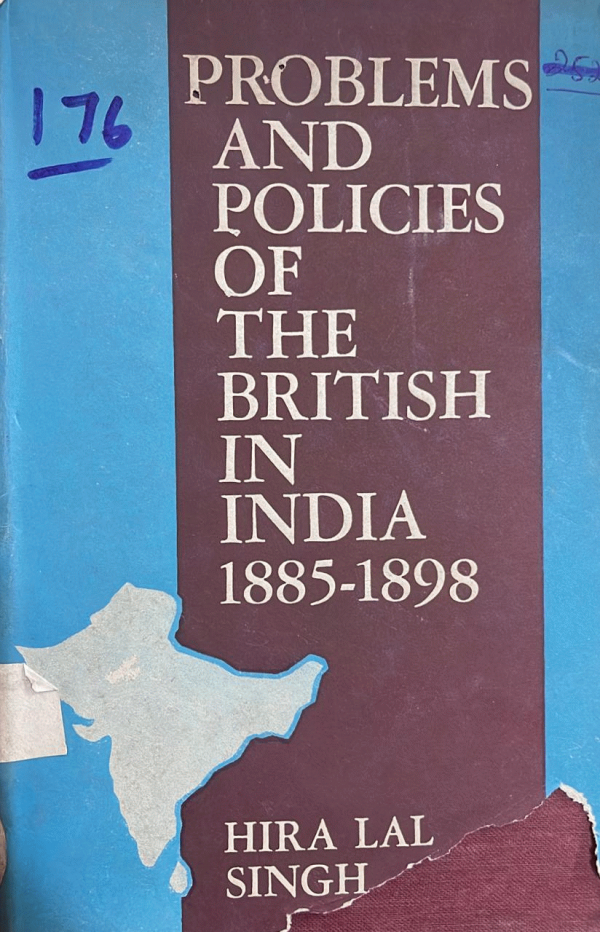 176
PROBLEMS
AND
POLICIES
OF
THE
BRITISH
IN
INDIA
1885-1898
HIRA LAL
SINGH